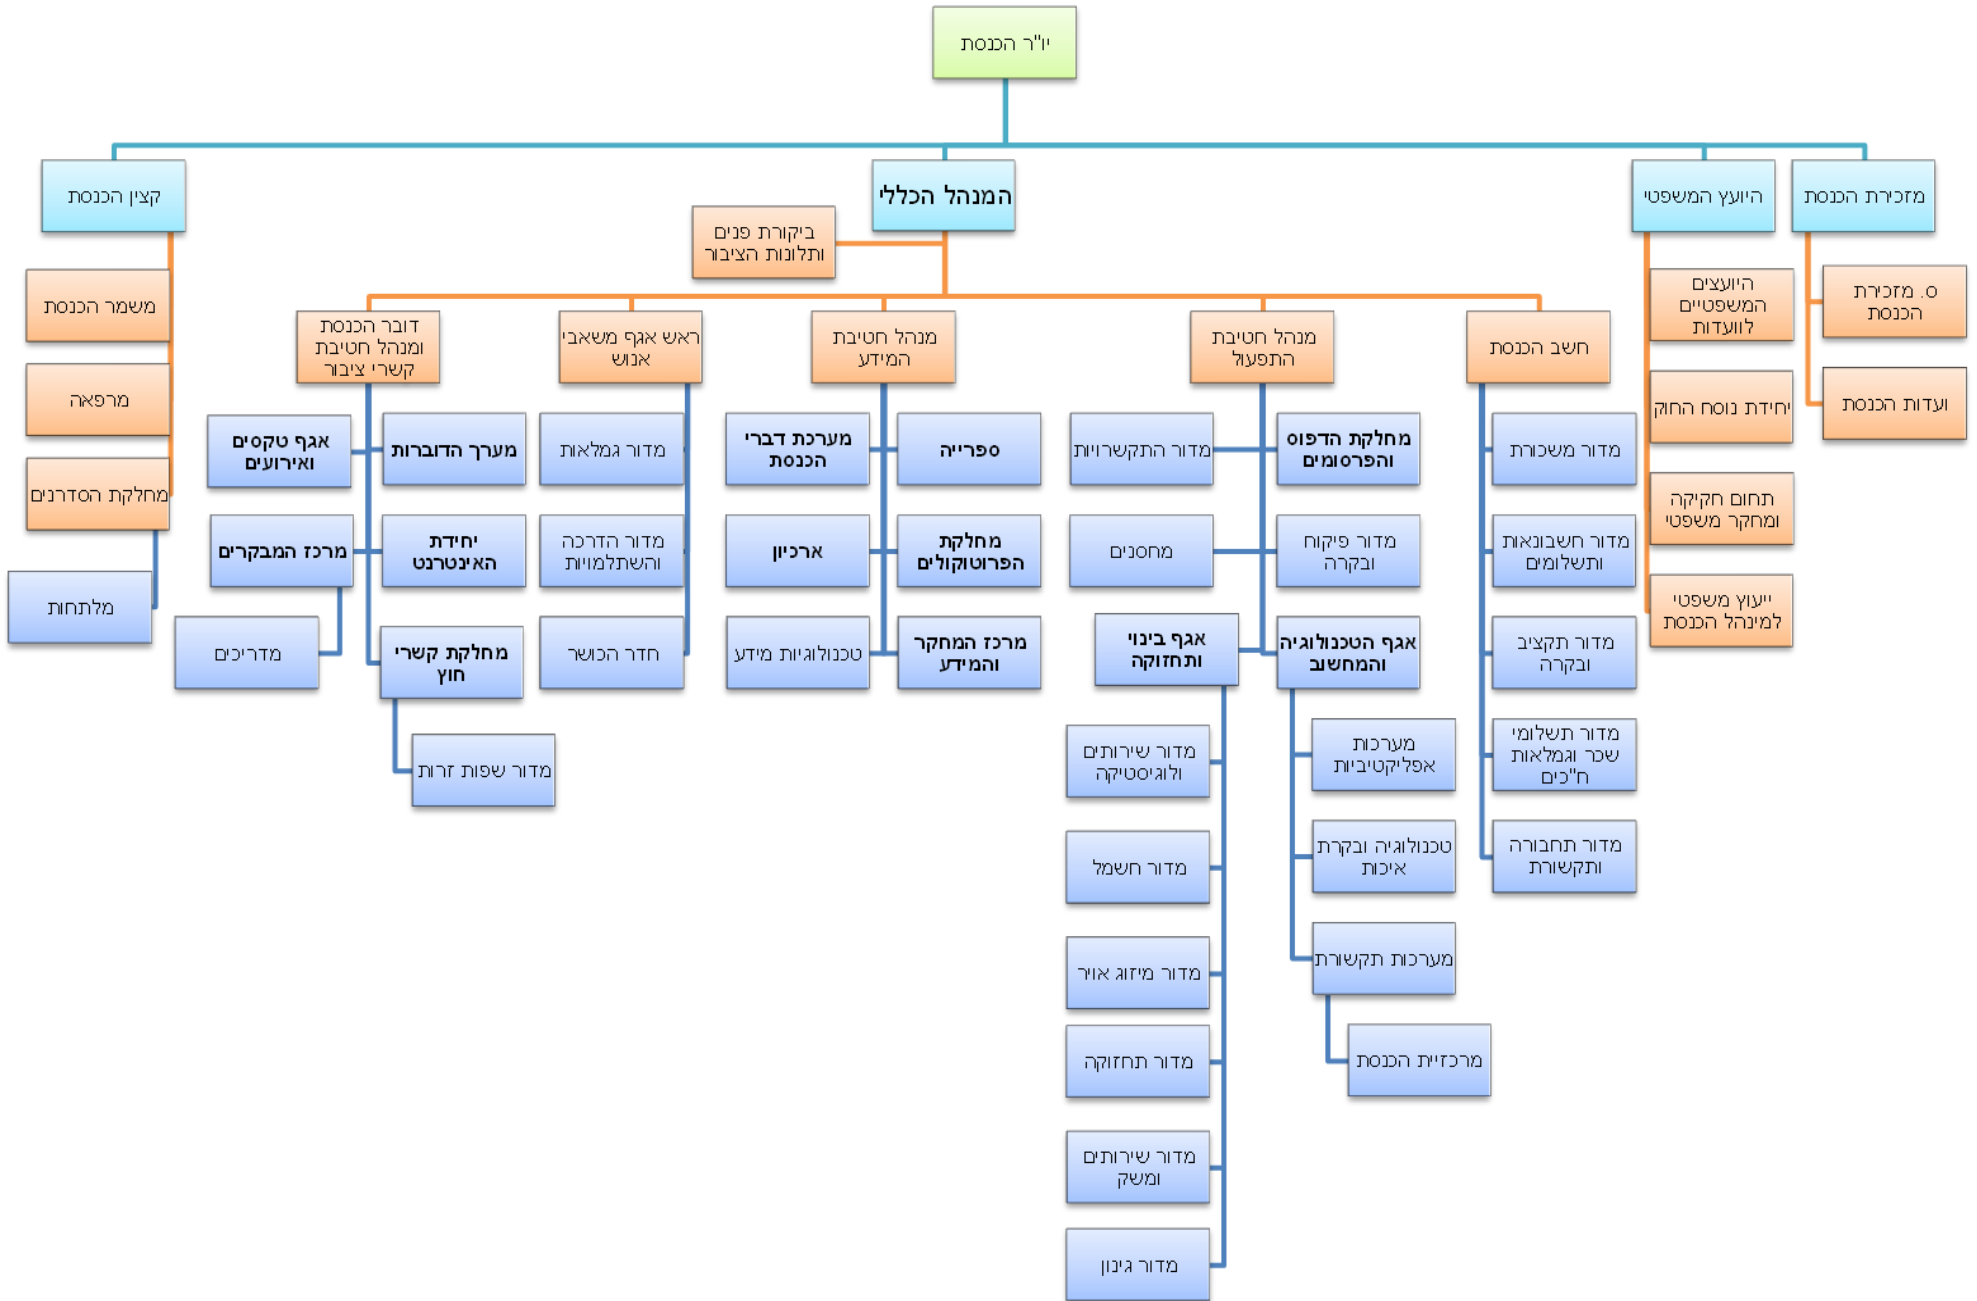 יו"ר הכנסת
מזכירת הכנסת
היועץ המשפטי
המנהל הכללי
קצין הכנסת
ס. מזכירת
הכנסת
ועדות הכנסת
היועצים
המשפטיים
לוועדות
יחידת נוסח החוק
תחום חקיקה
ומחקר משפטי
ייעוץ משפטי
למינהל הכנסת
ביקורת פנים
ותלונות הציבור
חשב הכנסת
מדור משכורת
מדור חשבונאות
ותשלומים
מדור תקציב
ובקרה
מדור תשלומי
שכר וגמלאות
ח"כים
מדור תחבורה
ותקשורת
מנהל חטיבת
התפעול
מחלקת הדפוס
והפרסומים
מדור התקשרויות
מדור פיקוח
ובקרה
מחסנים
אגף הטכנולוגיה
והמחשוב
אגף בינוי
ותחזוקה
מערכות
אפליקטיביות
טכנולוגיה ובקרת
איכות
מערכות תקשורת
מרכזיית הכנסת
מדור שירותים
ולוגיסטיקה
מדור חשמל
מדור מיזוג אויר
מדור תחזוקה
מדור שירותים
ומשק
מדור גינון
מנהל חטיבת
המידע
ספרייה
מערכת דברי
הכנסת
מחלקת
הפרוטוקולים
ארכיון
מרכז המחקר
והמידע
טכנולוגיות מידע
ראש אגף משאבי
אנוש
מדור גמלאות
מדור הדרכה
והשתלמויות
חדר הכושר
דובר הכנסת
ומנהל חטיבת
קשרי ציבור
מערך הדוברות
אגף טקסים
ואירועים
יחידת
האינטרנט
מרכז המבקרים
מחלקת קשרי
חוץ
מדריכים
מדור שפות זרות
משמר הכנסת
מרפאה
מחלקת הסדרנים
מלתחות